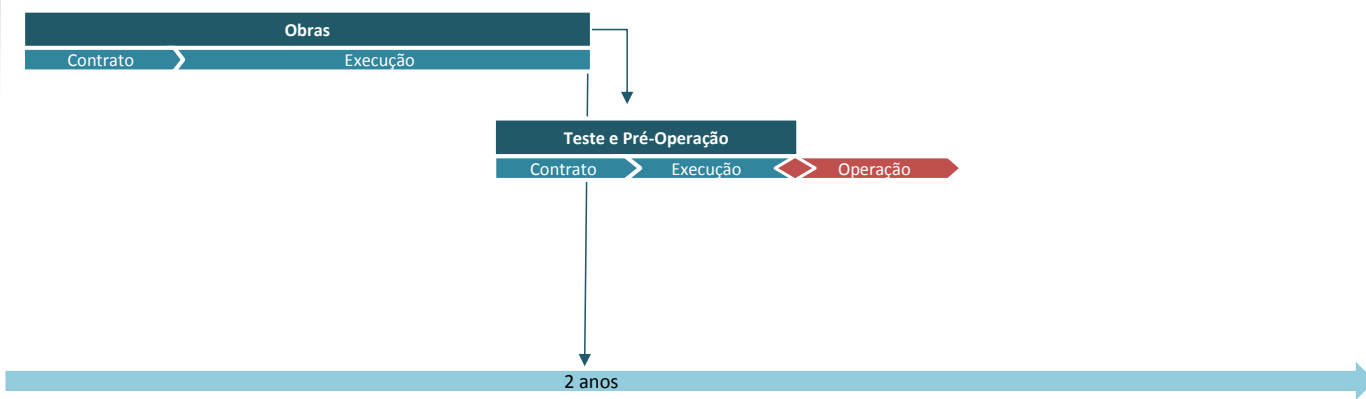 Obras
Contrato Execução
Teste e Pré-Operação
Contrato Execução Operação
2 anos